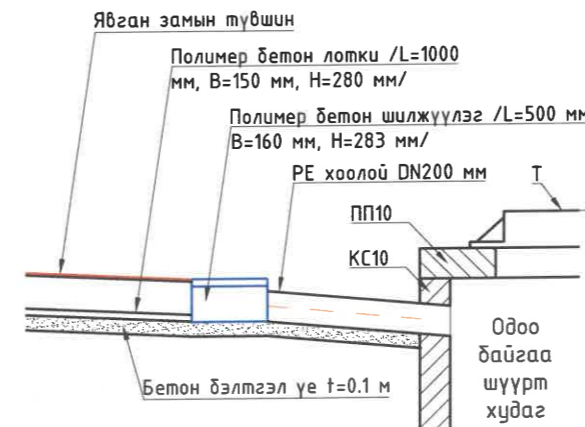 Явган замын түвшин
Полимер бетон лотки /L=1000
мм, B=150 мм, H=280 мм/
Полимер бетон шилжүүлэг /L=500 мм
B=160 мм, H=283 мм/
PE хоолой DN200 мм
Т
ПП10
КС10
Одоо
байгаа
шүүрт
худаг
Бетон бэлтгэл үе t=0.1 м